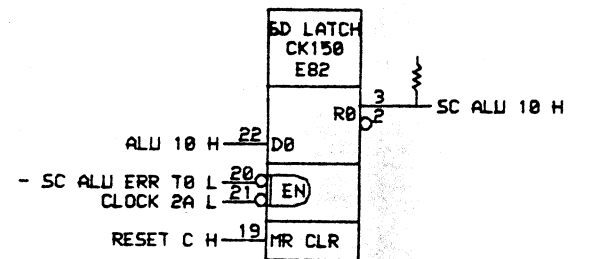 6D LATCH
CK150
E82
R0
3
SC ALU 10 H
2
ALU 10 H
22
D0
- SC ALU ERR T0 L
20
CLOCK 2A L
21
EN
RESET C H
19
MR CLR